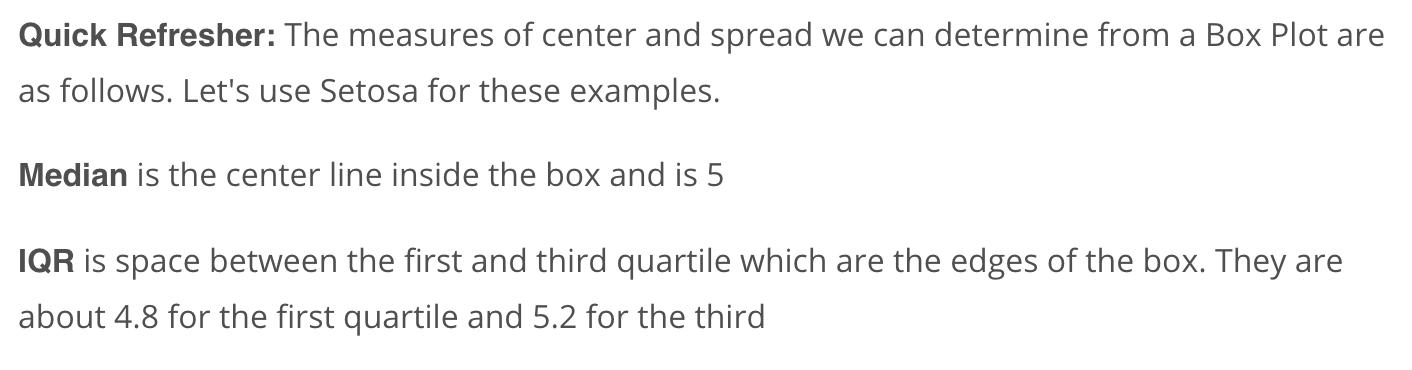 Quick Refresher: The measures of center and spread we can determine from a Box Plot are
as follows. Let's use Setosa for these examples.
Median is the center line inside the box and is 5
IQR is space between the first and third quartile which are the edges of the box. They are
about 4.8 for the first quartile and 5.2 for the third